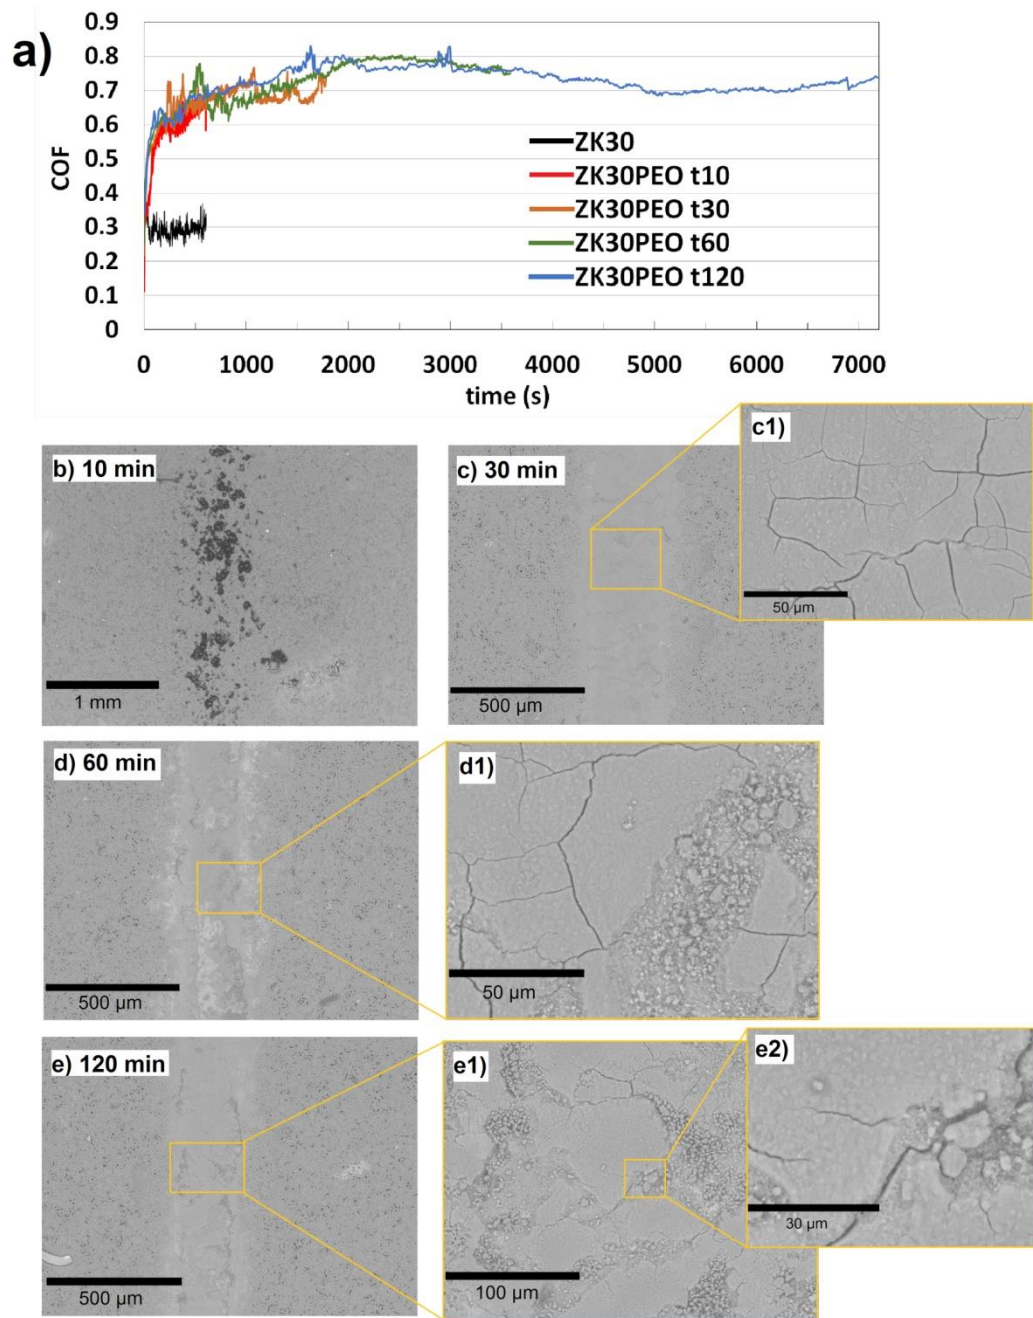 a)
0.9
0.8
0.7
0.6
0.5
0.4
0.3
0.2
0.1
0
COF
ZK30
ZK30PEO t10
ZK30PEO t30
ZK30PEO t60
ZK30PEO t120
0 1000 2000 3000 4000 5000 6000 7000
time (s)
b) 10 min
1 mm
c) 30 min
500 µm
c1)
50 µm
d) 60 min
500 µm
d1)
50 µm
e) 120 min
500 µm
e1)
100 µm
e2)
30 µm